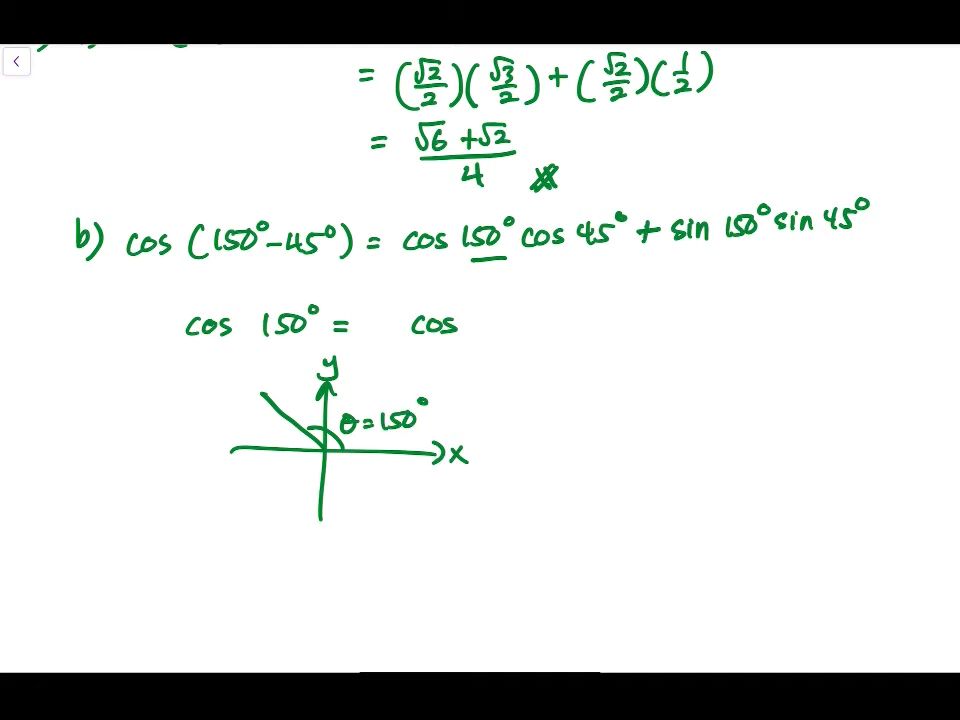 = (√2/2)(√3/2) + (√2/2)(1/2)
= (√6 + √2)/4
b) cos (150° - 45°) = cos 150° cos 45° + sin 150° sin 45°
cos 150° = cos
y
θ = 150°
x